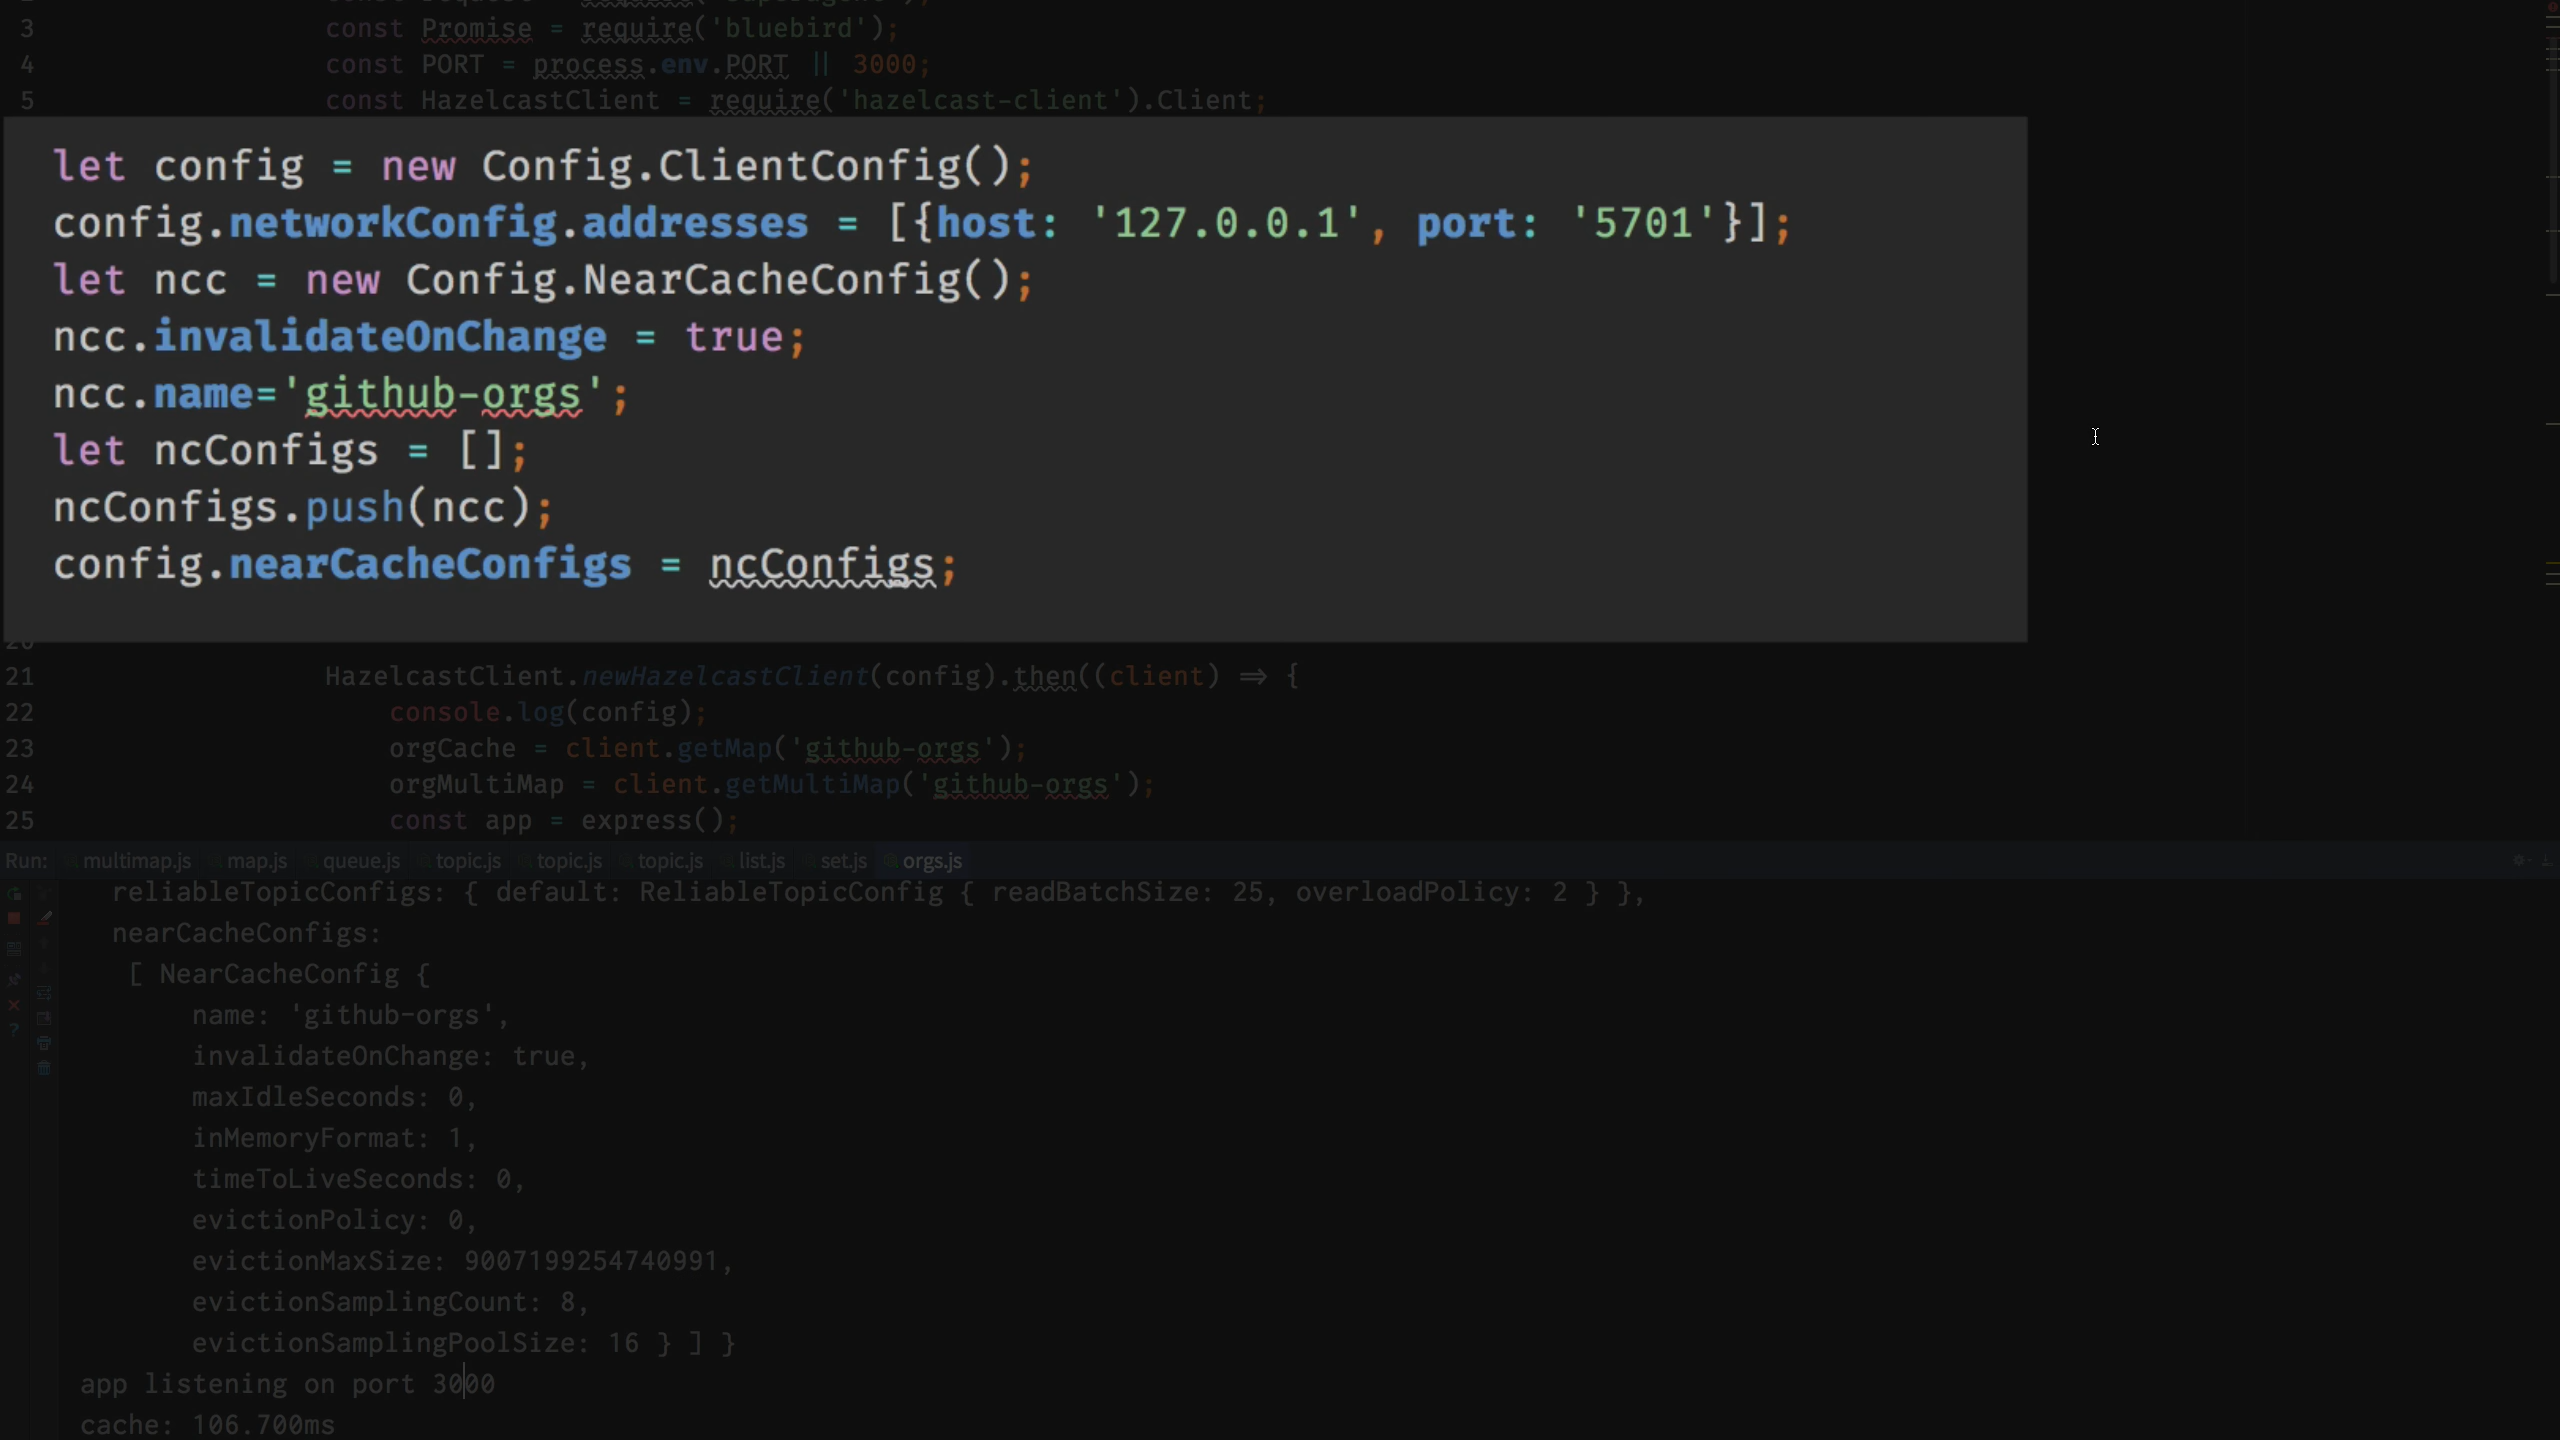 3 const Promise = require('bluebird');
4 const PORT = process.env.PORT || 3000;
5 const HazelcastClient = require('hazelcast-client').Client;
let config = new Config.ClientConfig();
config.networkConfig.addresses = [{host: '127.0.0.1', port: '5701'}];
let ncc = new Config.NearCacheConfig();
ncc.invalidateOnChange = true;
ncc.name='github-orgs';
let ncConfigs = [];
ncConfigs.push(ncc);
config.nearCacheConfigs = ncConfigs;
20
21 HazelcastClient.newHazelcastClient(config).then((client) => {
22 console.log(config);
23 orgCache = client.getMap('github-orgs');
24 orgMultiMap = client.getMultiMap('github-orgs');
25 const app = express();
Run: multimap.js map.js queue.js topic.js topic.js topic.js list.js set.js orgs.js
reliableTopicConfigs: { default: ReliableTopicConfig { readBatchSize: 25, overloadPolicy: 2 } },
nearCacheConfigs:
[ NearCacheConfig {
name: 'github-orgs',
invalidateOnChange: true,
maxIdleSeconds: 0,
inMemoryFormat: 1,
timeToLiveSeconds: 0,
evictionPolicy: 0,
evictionMaxSize: 9007199254740991,
evictionSamplingCount: 8,
evictionSamplingPoolSize: 16 } ] }
app listening on port 3000
cache: 106.700ms